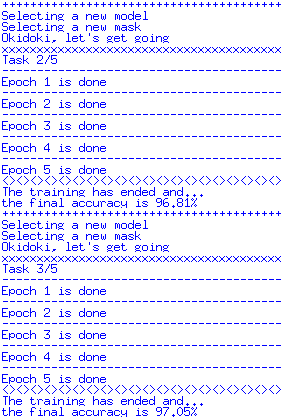 ++++++++++++++++++++++++++++++++++++++++
Selecting a new model
Selecting a new mask
Okidoki, let's get going
xxxxxxxxxxxxxxxxxxxxxxxxxxxxxxxxxxxxxxxx
Task 2/5
----------------------------------------
Epoch 1 is done
----------------------------------------
Epoch 2 is done
----------------------------------------
Epoch 3 is done
----------------------------------------
Epoch 4 is done
----------------------------------------
Epoch 5 is done
<><><><><><><><><><><><><><><><><><><><>
The training has ended and...
the final accuracy is 96.81%
++++++++++++++++++++++++++++++++++++++++
Selecting a new model
Selecting a new mask
Okidoki, let's get going
xxxxxxxxxxxxxxxxxxxxxxxxxxxxxxxxxxxxxxxx
Task 3/5
----------------------------------------
Epoch 1 is done
----------------------------------------
Epoch 2 is done
----------------------------------------
Epoch 3 is done
----------------------------------------
Epoch 4 is done
----------------------------------------
Epoch 5 is done
<><><><><><><><><><><><><><><><><><><><>
The training has ended and...
the final accuracy is 97.05%